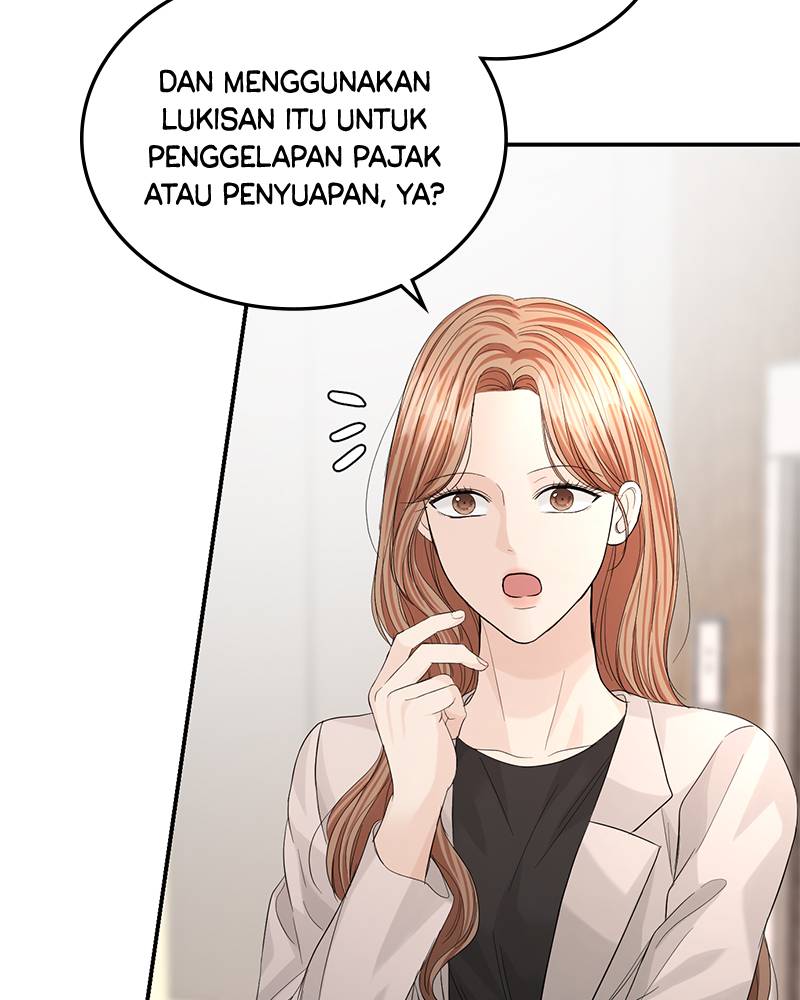 DAN MENGGUNAKAN
LUKISAN ITU UNTUK
PENGGELAPAN PAJAK
ATAU PENYUAPAN, YA?